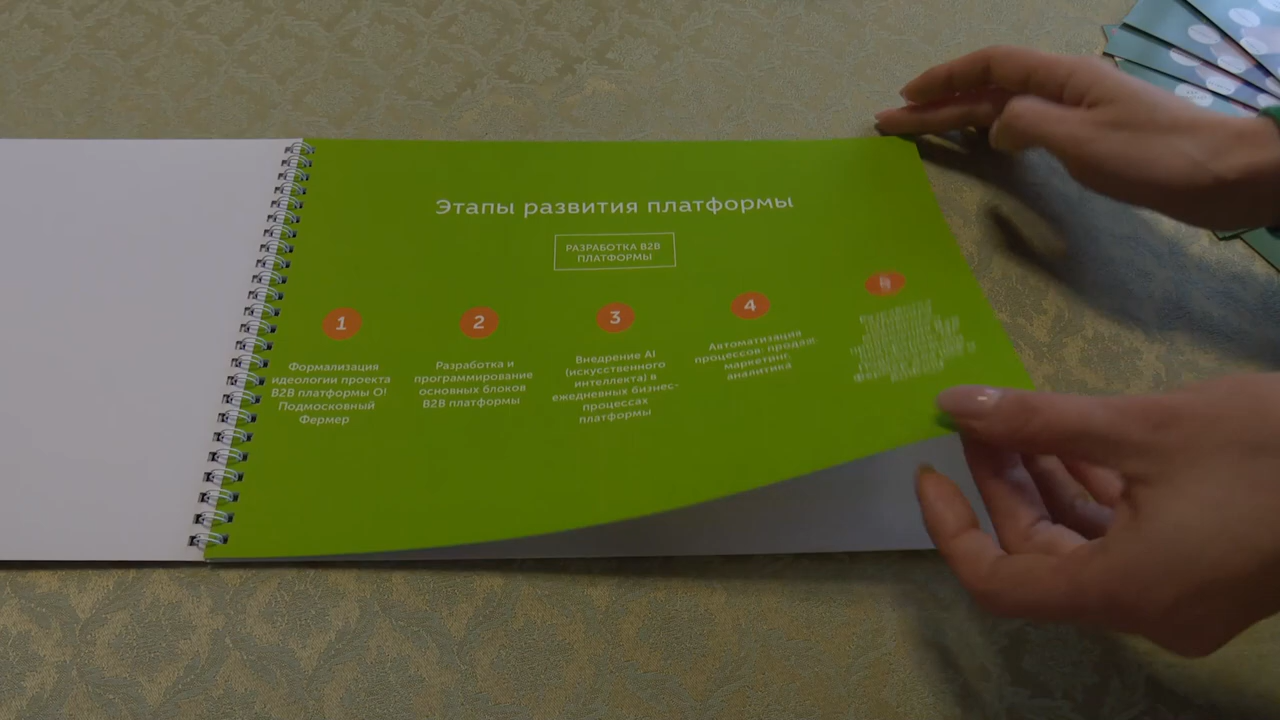 Этапы развития платформы
РАЗРАБОТКА B2B
ПЛАТФОРМЫ
1
Формализация
идеологии проекта
B2B платформы О!
Подмосковный
Фермер
2
Разработка и
программирование
основных блоков
B2B платформы
3
Внедрение AI
(искусственного
интеллекта) в
ежедневных бизнес-
процессах
платформы
4
Автоматизация
процессов: продаж,
маркетинг,
аналитика